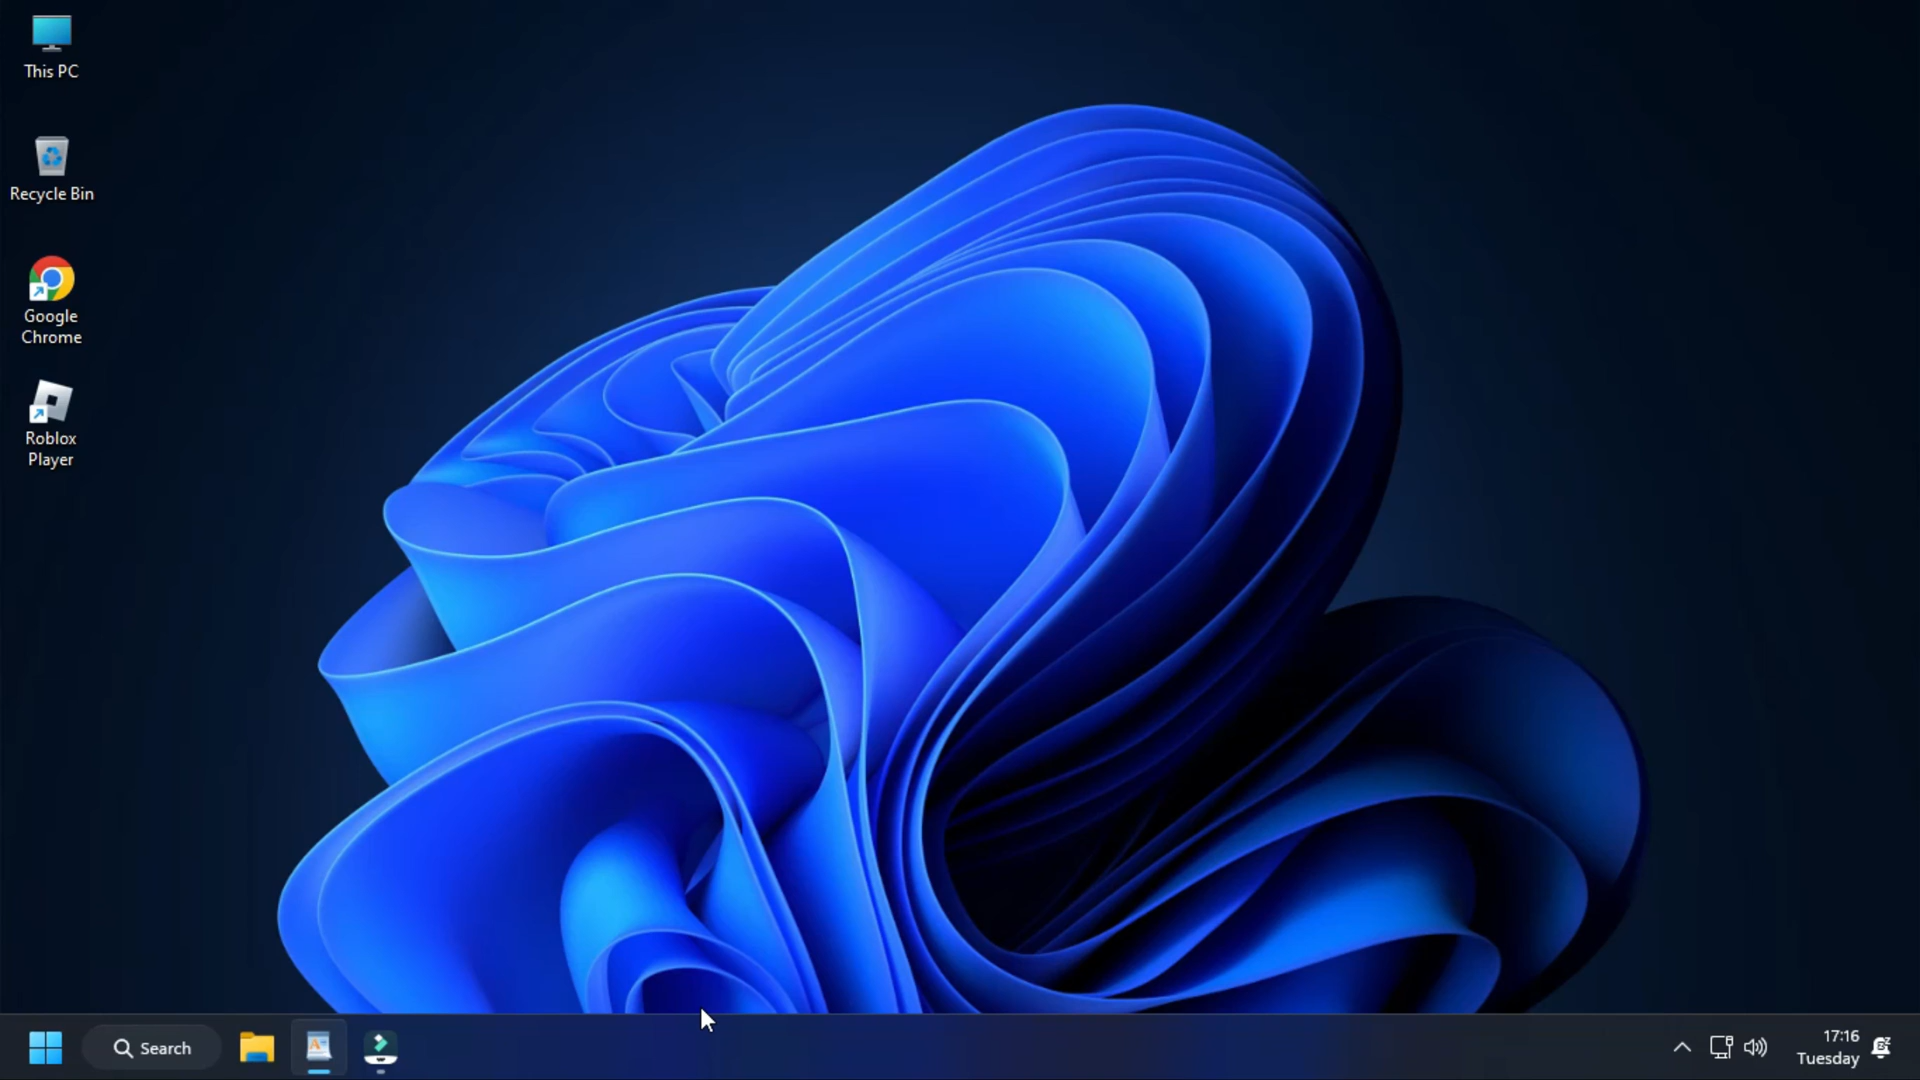 This PC
Recycle Bin
Google
Chrome
Roblox
Player
Search
17:16
Tuesday